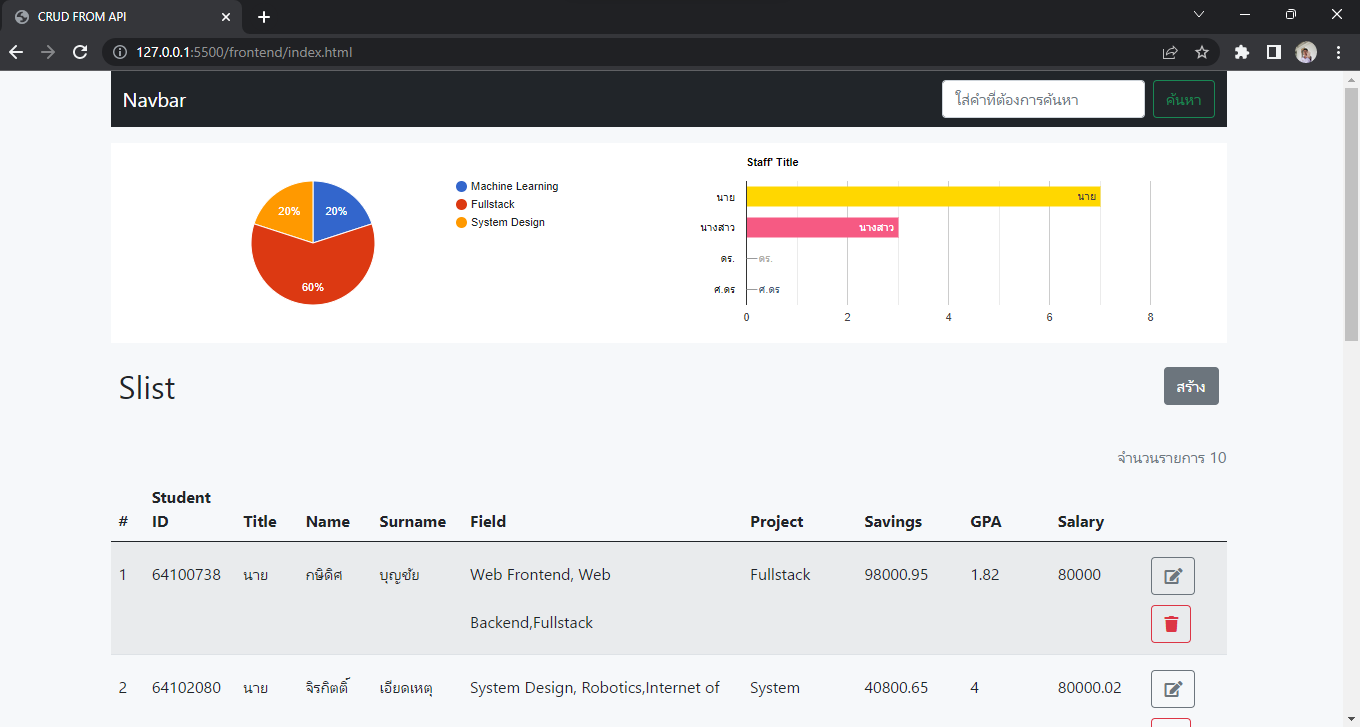 CRUD FROM API
127.0.0.1:5500/frontend/index.html
Navbar
ใส่คำที่ต้องการค้นหา
ค้นหา
20%
20%
60%
Machine Learning
Fullstack
System Design
Staff' Title
นาย
นาย
นางสาว
นางสาว
ดร.
ดร.
ศ.ดร
ศ.ดร
0 2 4 6 8
Slist
สร้าง
จำนวนรายการ 10
# Student ID Title Name Surname Field Project Savings GPA Salary
1 64100738 นาย กษิดิศ บุญชัย Web Frontend, Web Fullstack 98000.95 1.82 80000
Backend,Fullstack
2 64102080 นาย จิรกิตติ์ เอียดเหตุ System Design, Robotics,Internet of System 40800.65 4 80000.02